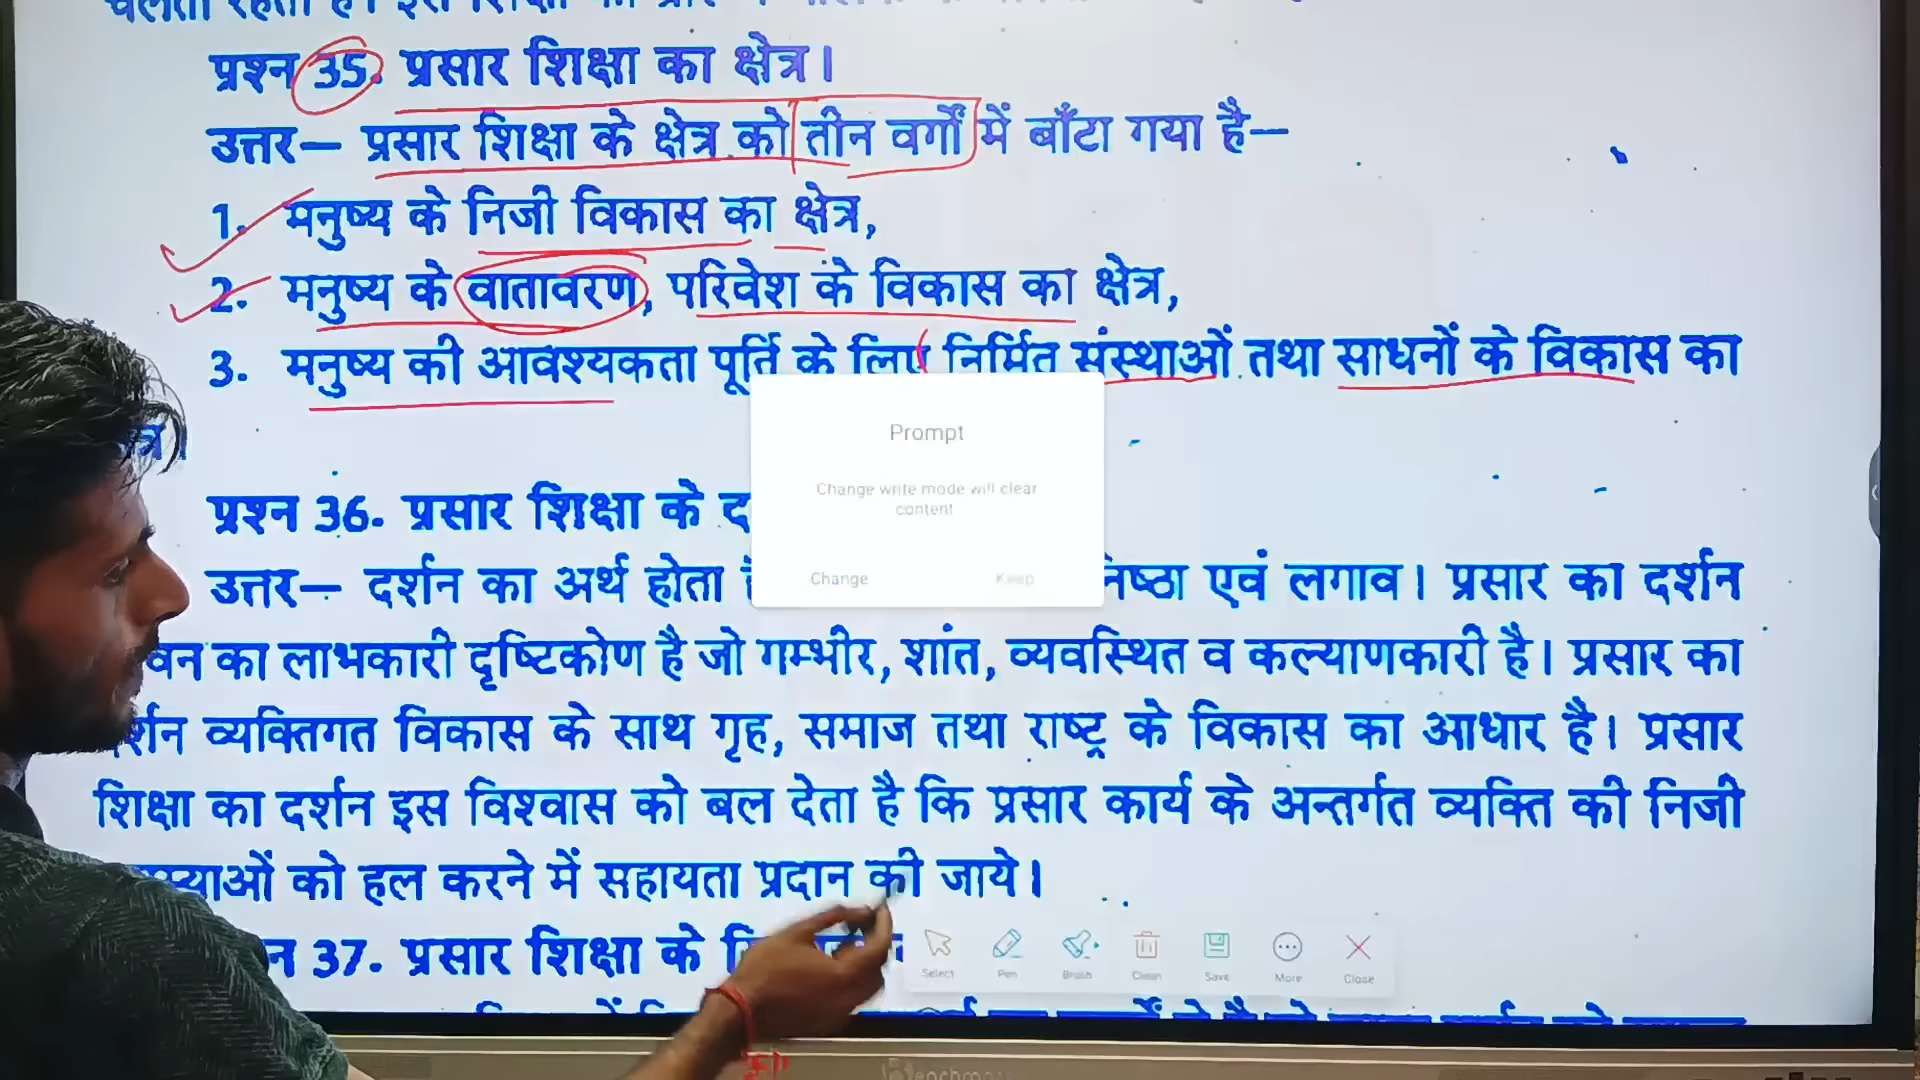 प्रश्न 35. प्रसार शिक्षा का क्षेत्र।
उत्तर— प्रसार शिक्षा के क्षेत्र को तीन वर्गों में बाँटा गया है—
1. मनुष्य के निजी विकास का क्षेत्र,
2. मनुष्य के वातावरण, परिवेश के विकास का क्षेत्र,
3. मनुष्य की आवश्यकता पूर्ति के लिए निर्मित संस्थाओं तथा साधनों के विकास का
Prompt
Change write mode will clear
content
Change Keep
प्रश्न 36. प्रसार शिक्षा के द
उत्तर— दर्शन का अर्थ होता निष्ठा एवं लगाव। प्रसार का दर्शन
वन का लाभकारी दृष्टिकोण है जो गम्भीर, शांत, व्यवस्थित व कल्याणकारी है। प्रसार का
र्शन व्यक्तिगत विकास के साथ गृह, समाज तथा राष्ट्र के विकास का आधार है। प्रसार
शिक्षा का दर्शन इस विश्वास को बल देता है कि प्रसार कार्य के अन्तर्गत व्यक्ति की निजी
स्याओं को हल करने में सहायता प्रदान की जाये।
न 37. प्रसार शिक्षा के
Select Pen Brush Clean Save More Close